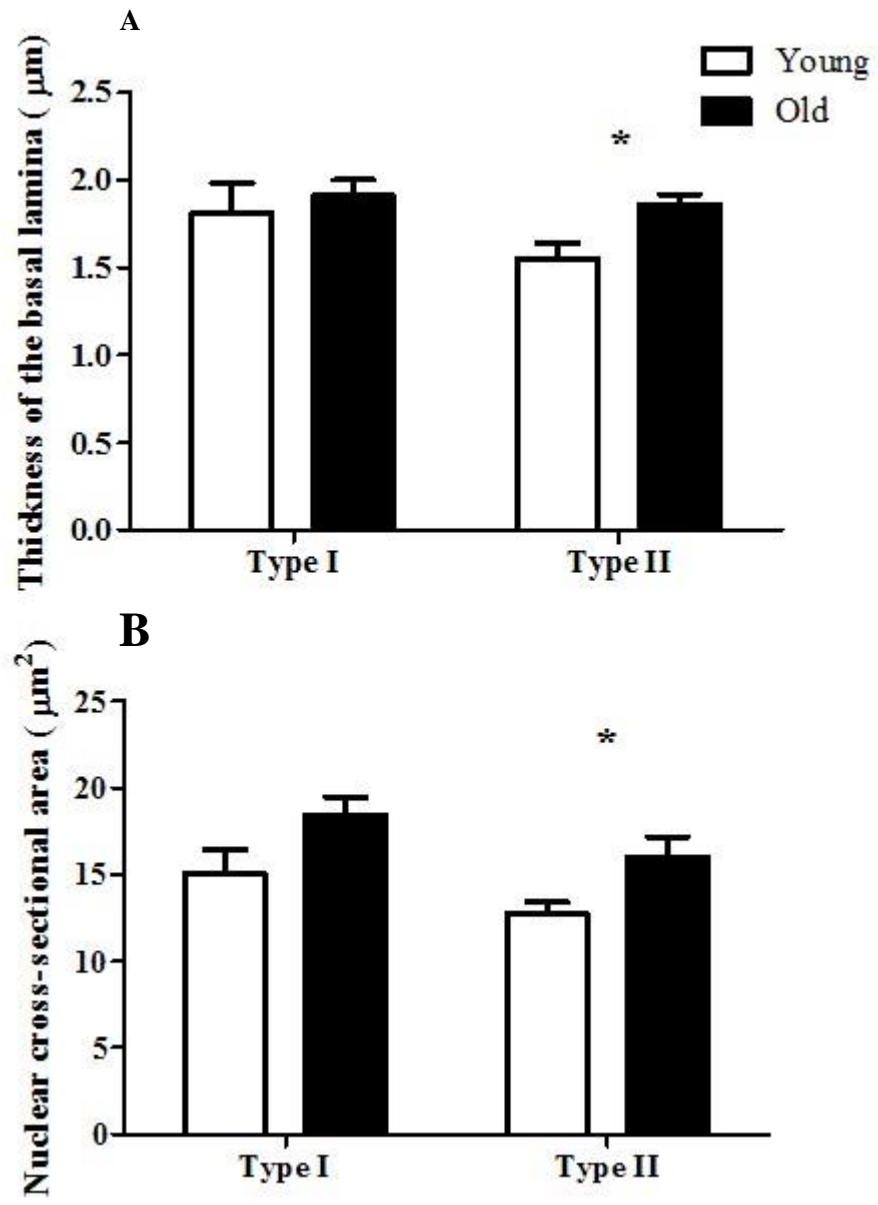 A
Young
Old
Thickness of the basal lamina ( μm)
2.5
2.0
1.5
1.0
0.5
0.0
*
Type I
Type II
B
Nuclear cross-sectional area ( μm²)
25
20
15
10
5
0
*
Type I
Type II